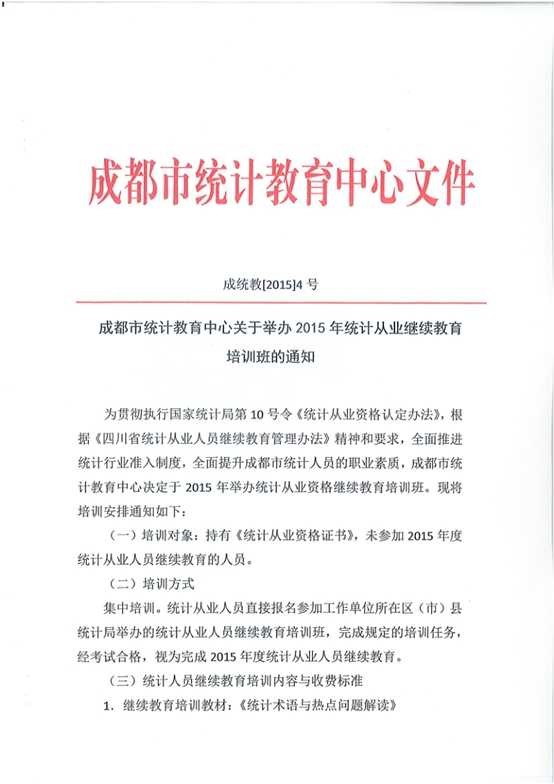 成都市统计教育中心文件
成统教[2015]4 号
成都市统计教育中心关于举办 2015 年统计从业继续教育
培训班的通知
为贯彻执行国家统计局第 10 号令《统计从业资格认定办法》，根
据《四川省统计从业人员继续教育管理办法》精神和要求，全面推进
统计行业准入制度，全面提升成都市统计人员的职业素质，成都市统
计教育中心决定于 2015 年举办统计从业资格继续教育培训班。现将
培训安排通知如下：
（一）培训对象：持有《统计从业资格证书》，未参加 2015 年度
统计从业人员继续教育的人员。
（二）培训方式
集中培训。统计从业人员直接报名参加工作单位所在区（市）县
统计局举办的统计从业人员继续教育培训班，完成规定的培训任务，
经考试合格，视为完成 2015 年度统计从业人员继续教育。
（三）统计人员继续教育培训内容与收费标准
1．继续教育培训教材：《统计术语与热点问题解读》